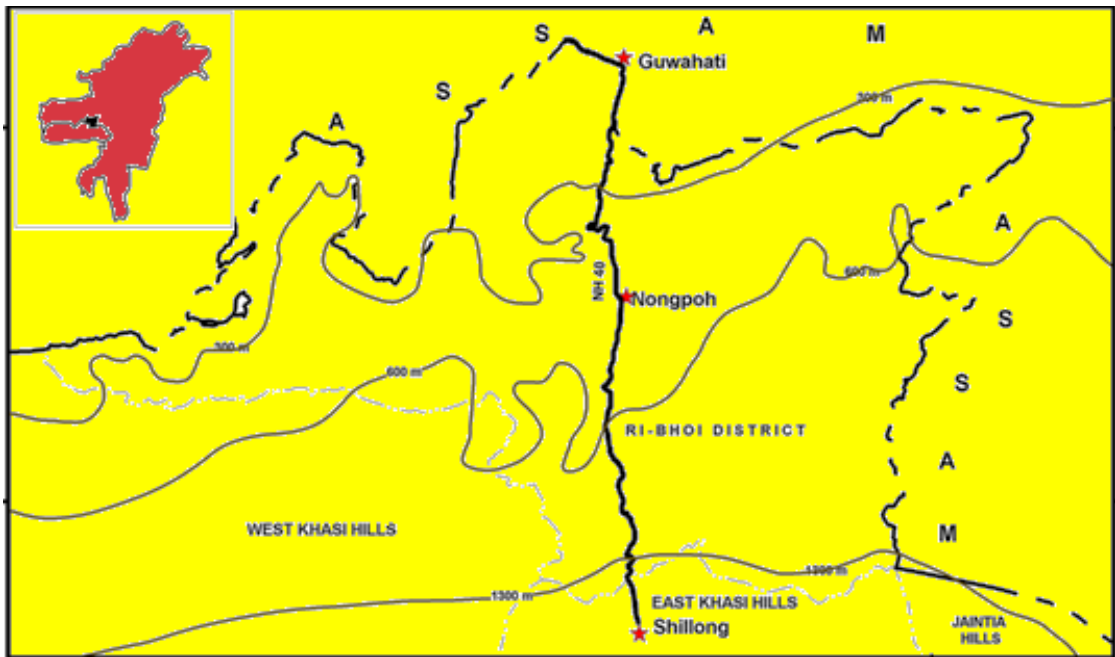 A S S A M
Guwahati
300 m
A S S A M
600 m
NH 40
Nongpoh
300 m
600 m
RI-BHOI DISTRICT
WEST KHASI HILLS
1300 m
1300 m
EAST KHASI HILLS
Shillong
JAINTIA
HILLS